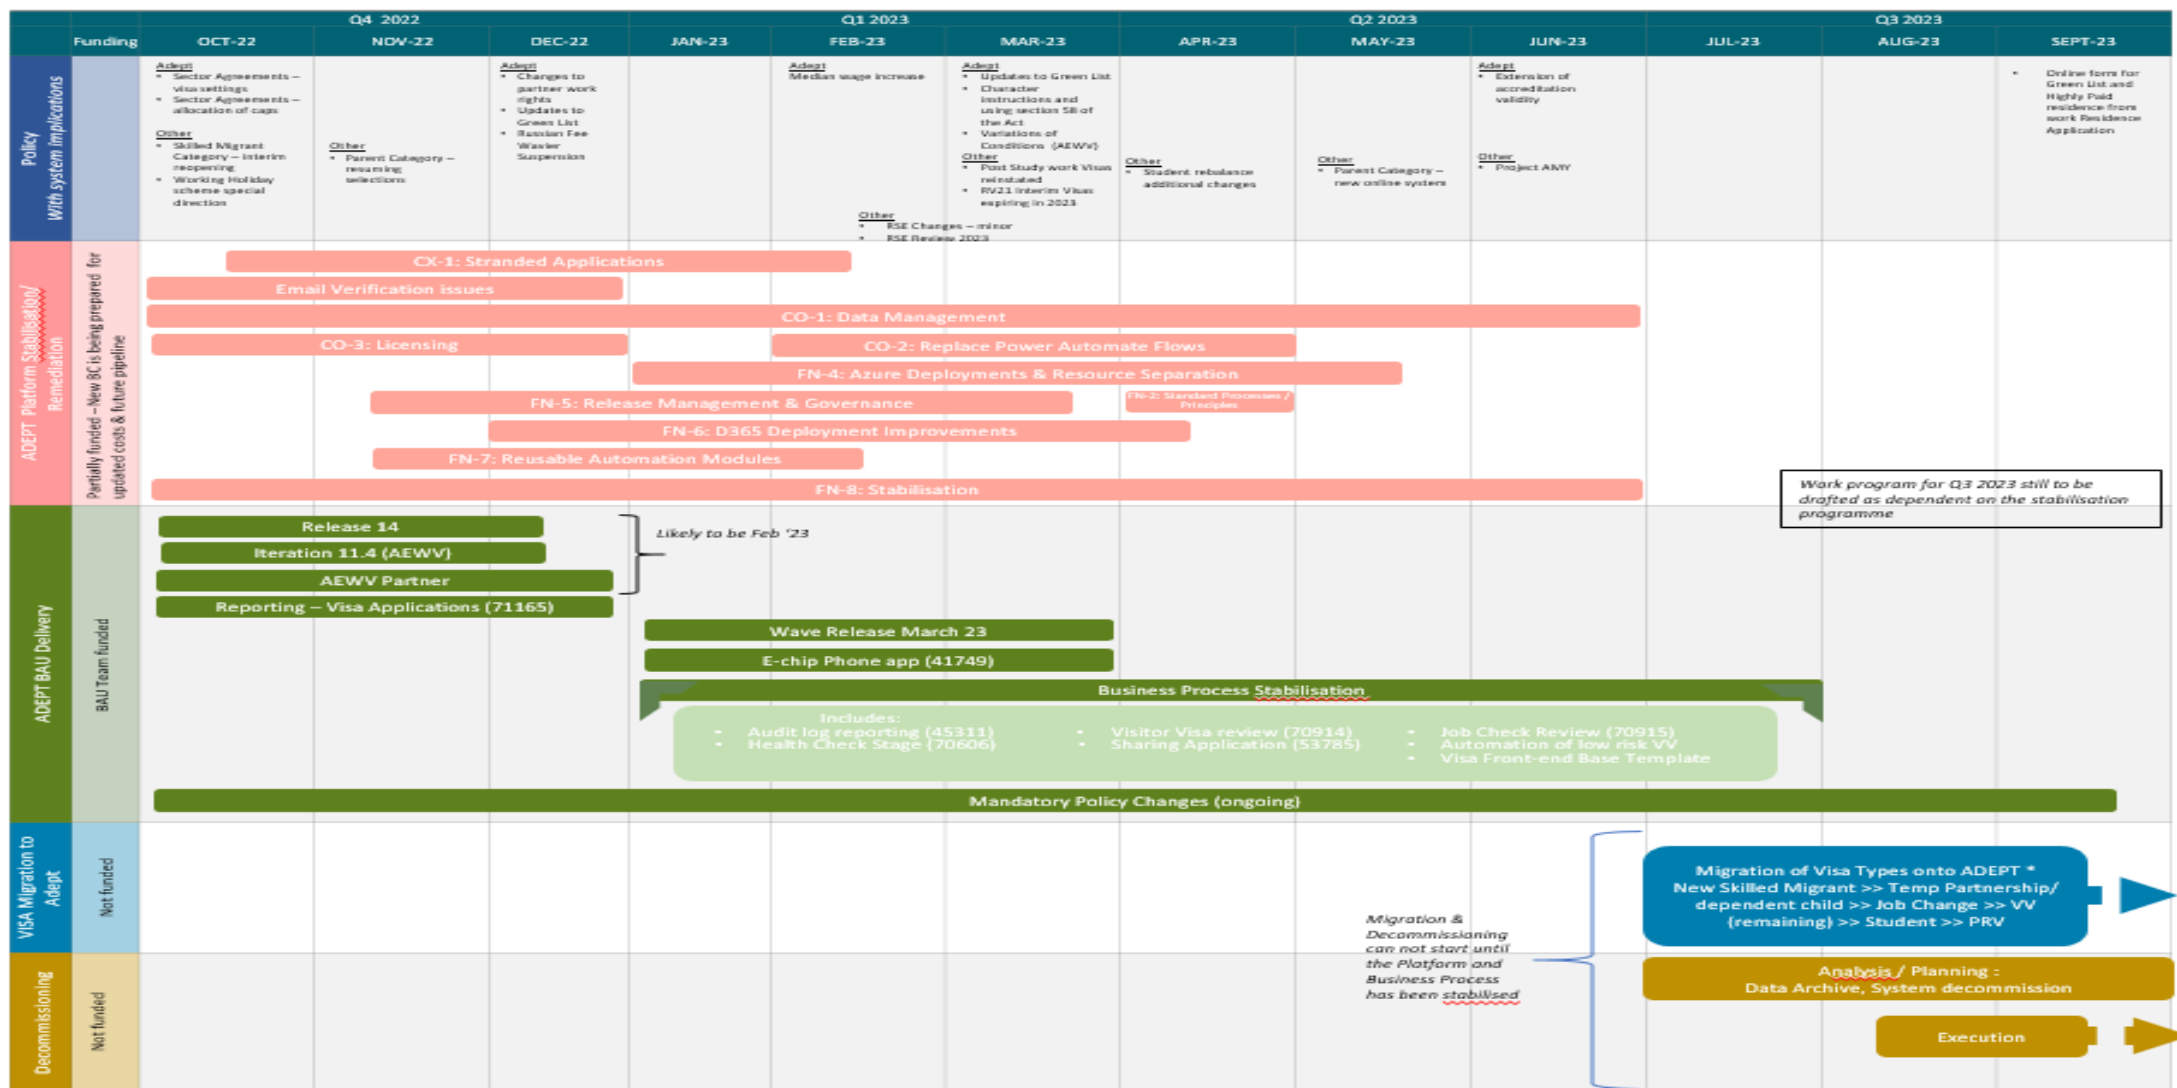 Q4 2022
Q1 2023
Q2 2023
Q3 2023
Funding
OCT-22
NOV-22
DEC-22
JAN-23
FEB-23
MAR-23
APR-23
MAY-23
JUN-23
JUL-23
AUG-23
SEPT-23
Policy
With system implications
Adept
• Sector Agreements –
visa settings
• Sector Agreements –
allocation of caps
Other
• Skilled Migrant
Category – interim
reopening
• Working Holiday
scheme special
direction
Other
• Parent Category –
resuming
selections
Adept
• Changes to
partner work
rights
• Updates to
Green List
• Russian Fee
Wavier
Suspension
Adept
Median wage increase
Other
• RSE Changes – minor
• RSE Review 2023
Adept
• Updates to Green List
• Character
instructions and
using section
the Act
• Variations of
Conditions (AEWV)
Other
• Post Study work Visas
reinstated
• RV21 Interim Visas
expiring in 2023
Other
• Student rebalance
additional changes
Other
• Parent Category –
new online system
Adept
• Extension of
accreditation
validity
Other
• Project AMY
• Online form for
Green List and
Highly Paid
residence from
work Residence
Application
ADEPT Platform Stabilisation/
Remediation
Partially funded – New BC is being prepared for
updated costs & future pipeline
CX-1: Stranded Applications
Email Verification issues
CO-1: Data Management
CO-3: Licensing
CO-2: Replace Power Automate Flows
FN-4: Azure Deployments & Resource Separation
FN-5: Release Management & Governance
FN-2: Standard Processes /
Principles
FN-6: D365 Deployment Improvements
FN-7: Reusable Automation Modules
FN-8: Stabilisation
Work program for Q3 2023 still to be
drafted as dependent on the stabilisation
programme
ADEPT BAU Delivery
BAU Team funded
Release 14
Iteration 11.4 (AEWV)
AEWV Partner
Reporting – Visa Applications (71165)
Likely to be Feb '23
Wave Release March 23
E-chip Phone app (41749)
Business Process Stabilisation
Includes:
• Audit log reporting (45311)
• Health Check Stage (70606)
• Visitor Visa review (70914)
• Sharing Application (53785)
• Job Check Review (70915)
• Automation of low risk VV
• Visa Front-end Base Template
Mandatory Policy Changes (ongoing)
VISA Migration to
Adept
Not funded
Migration of Visa Types onto ADEPT *
New Skilled Migrant >> Temp Partnership/
dependent child >> Job Change >> VV
(remaining) >> Student >> PRV
Migration &
Decommissioning
can not start until
the Platform and
Business Process
has been stabilised
Decommissioning
Not funded
Analysis / Planning :
Data Archive, System decommission
Execution